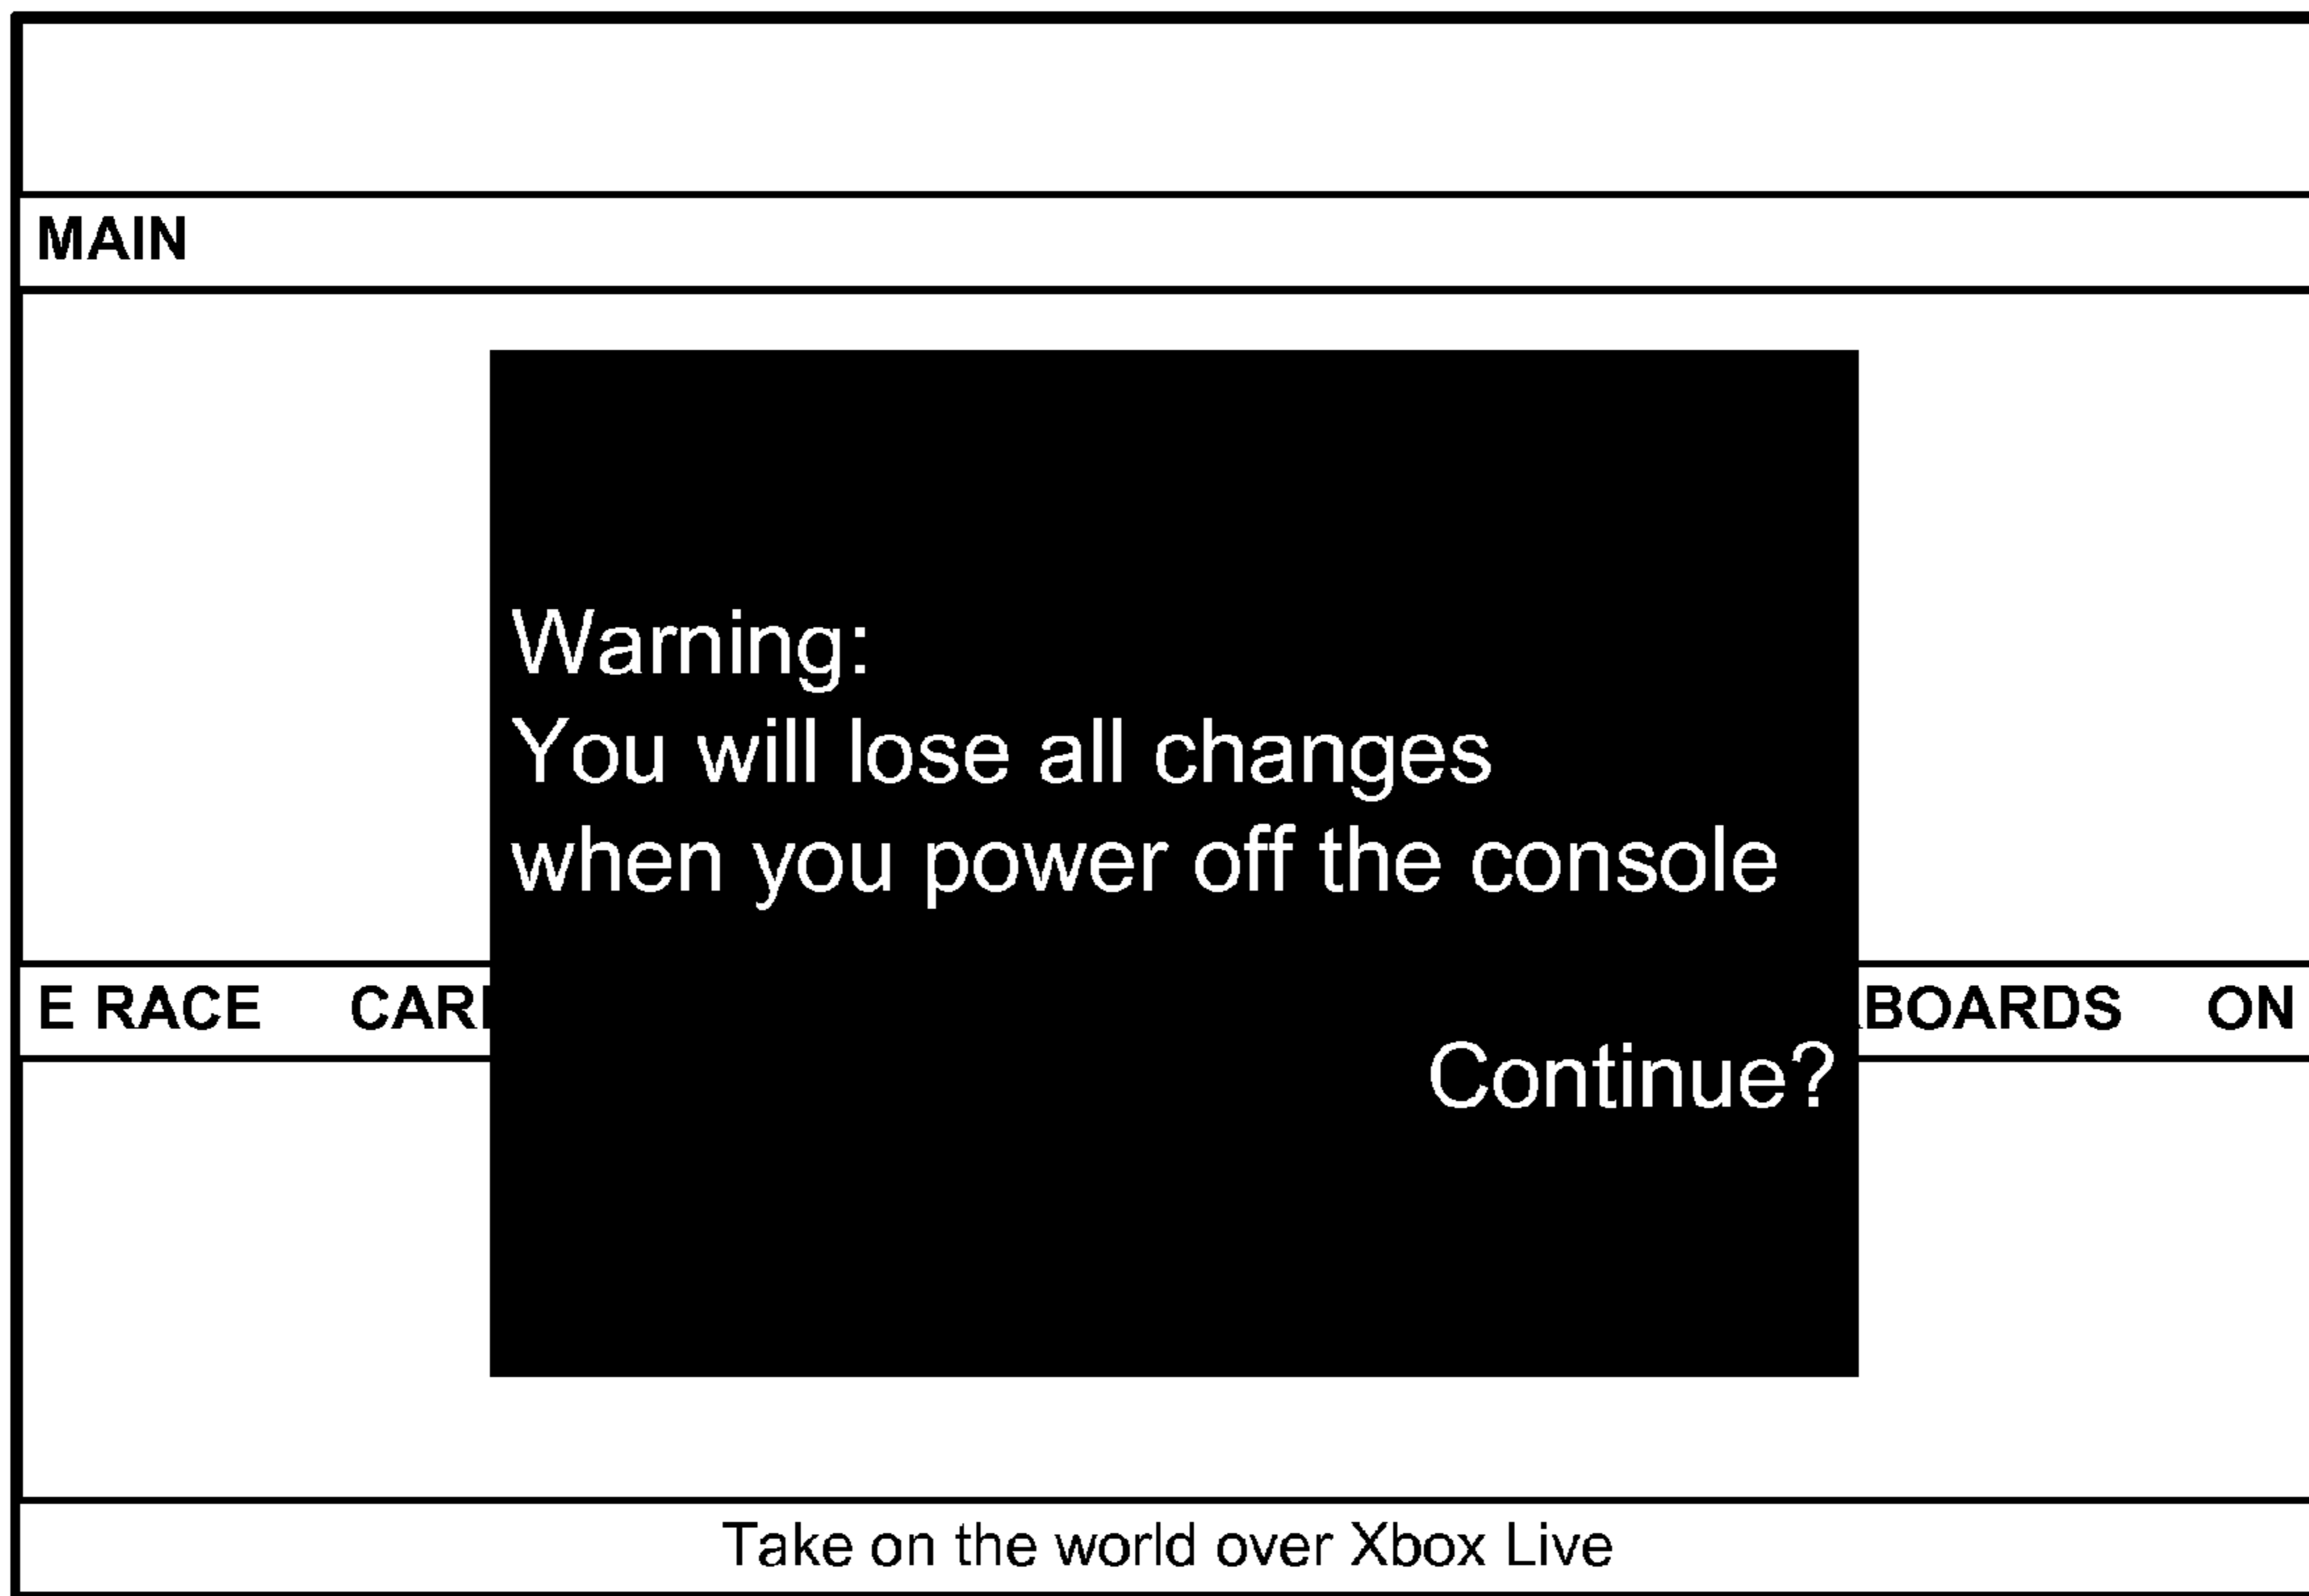 MAIN
Warning:
You will lose all changes
when you power off the console
E RACE CAR BOARDS ON
Continue?
Take on the world over Xbox Live